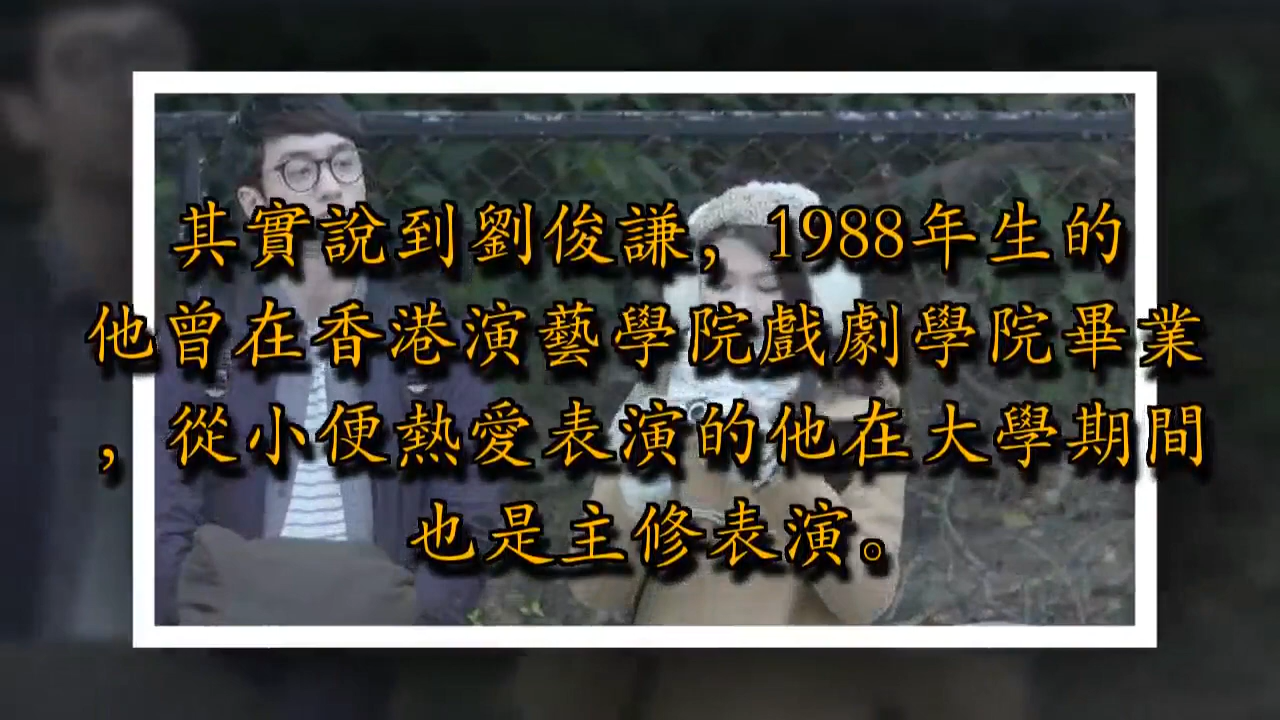 其實說到劉俊謙，1988年生的
他曾在香港演藝學院戲劇學院畢業
，從小便熱愛表演的他在大學期間
也是主修表演。